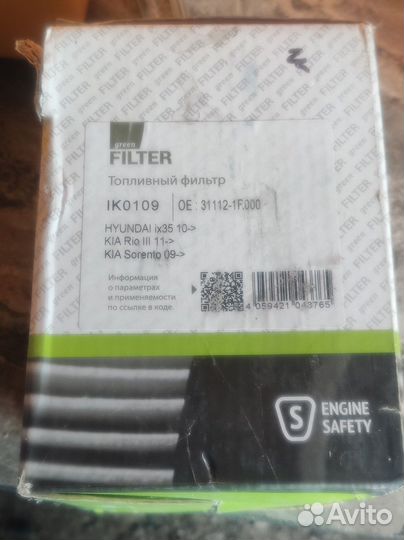 green
FILTER
Топливный фильтр
IK0109 OE : 31112-1F000
HYUNDAI ix35 10->
KIA Rio III 11->
KIA Sorento 09->
Информация
о параметрах
и применяемости
по ссылке в коде.
4 059421 043765
S ENGINE
SAFETY
Avito